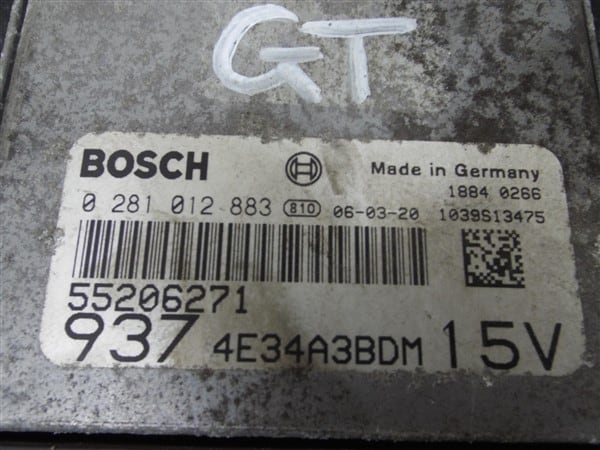 GT
BOSCH Made in Germany
1884 0266
0 281 012 883 810 06-03-20 1039S13475
55206271
937 4E34A3BDM 15V